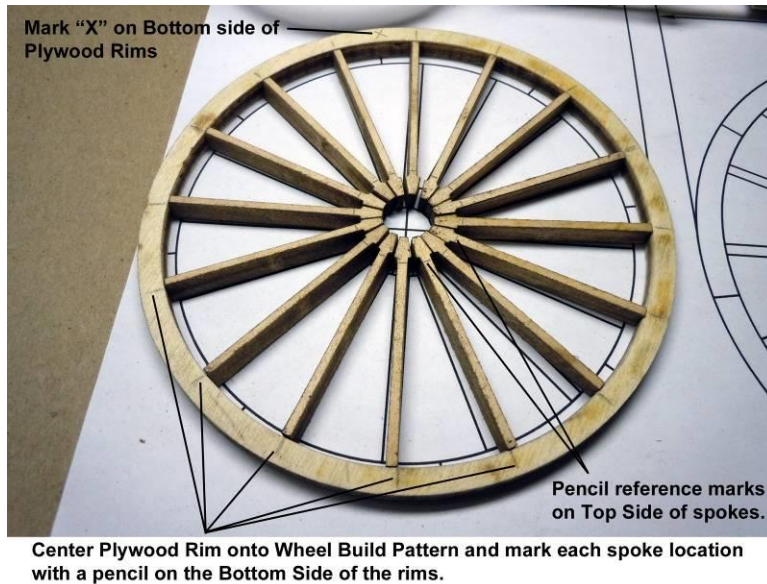 Mark “X” on Bottom side of
Plywood Rims
Pencil reference marks
on Top Side of spokes.
Center Plywood Rim onto Wheel Build Pattern and mark each spoke location
with a pencil on the Bottom Side of the rims.